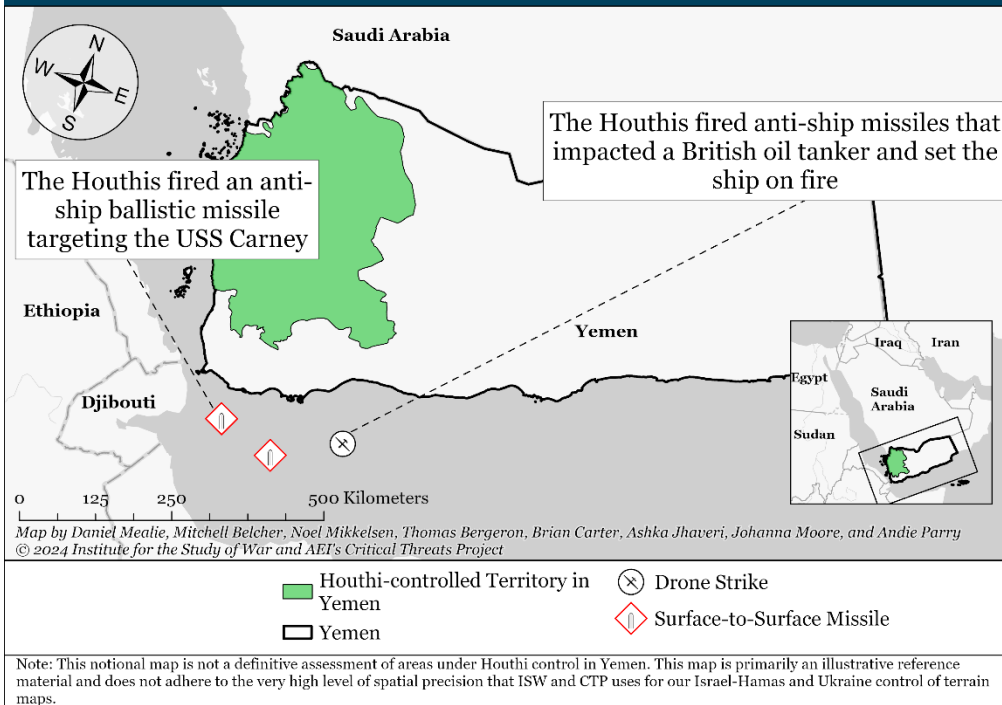 Saudi Arabia
N
W
E
S
The Houthis fired anti-ship missiles that
impacted a British oil tanker and set the
ship on fire
The Houthis fired an anti-
ship ballistic missile
targeting the USS Carney
Ethiopia
Yemen
Djibouti
Iraq
Iran
Egypt
Saudi
Arabia
Sudan
0 125 250 500 Kilometers
Map by Daniel Mealie, Mitchell Belcher, Noel Mikkelsen, Thomas Bergeron, Brian Carter, Ashka Jhaveri, Johanna Moore, and Andie Parry
© 2024 Institute for the Study of War and AEI's Critical Threats Project
Houthi-controlled Territory in
Yemen
Yemen
Drone Strike
Surface-to-Surface Missile
Note: This notional map is not a definitive assessment of areas under Houthi control in Yemen. This map is primarily an illustrative reference
material and does not adhere to the very high level of spatial precision that ISW and CTP uses for our Israel-Hamas and Ukraine control of terrain
maps.